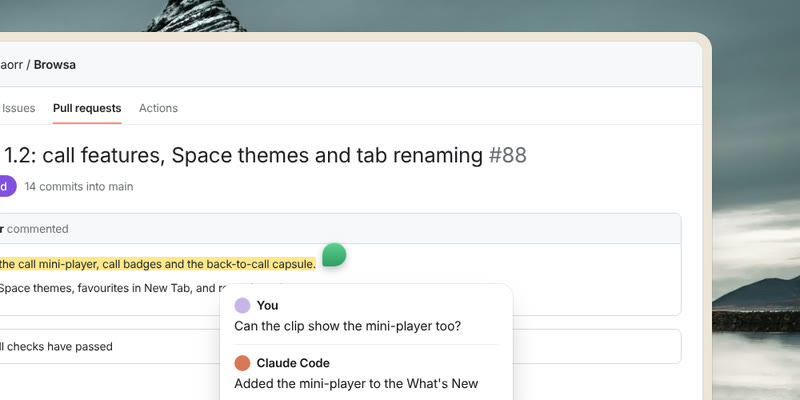 aorr / Browsa
Issues Pull requests Actions
1.2: call features, Space themes and tab renaming #88
14 commits into main
commented
the call mini-player, call badges and the back-to-call capsule.
Space themes, favourites in New Tab, and
You
Can the clip show the mini-player too?
checks have passed
Claude Code
Added the mini-player to the What's New